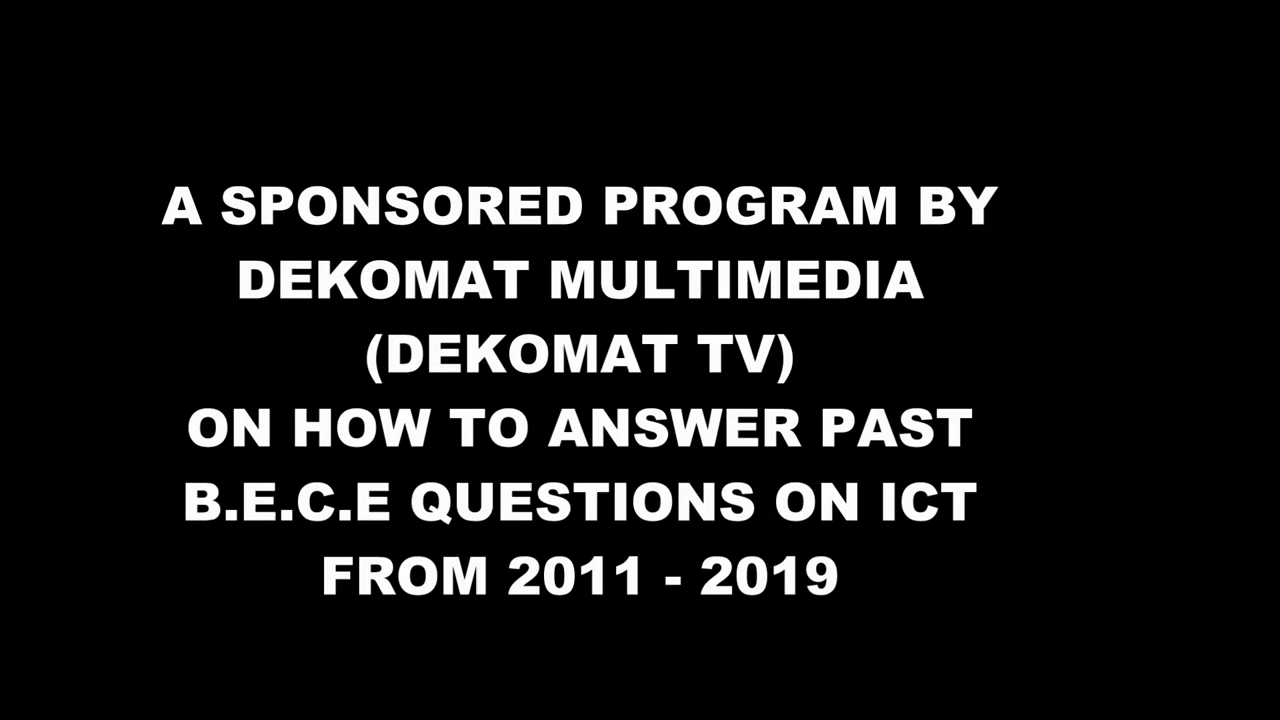 A SPONSORED PROGRAM BY
DEKOMAT MULTIMEDIA
(DEKOMAT TV)
ON HOW TO ANSWER PAST
B.E.C.E QUESTIONS ON ICT
FROM 2011 - 2019